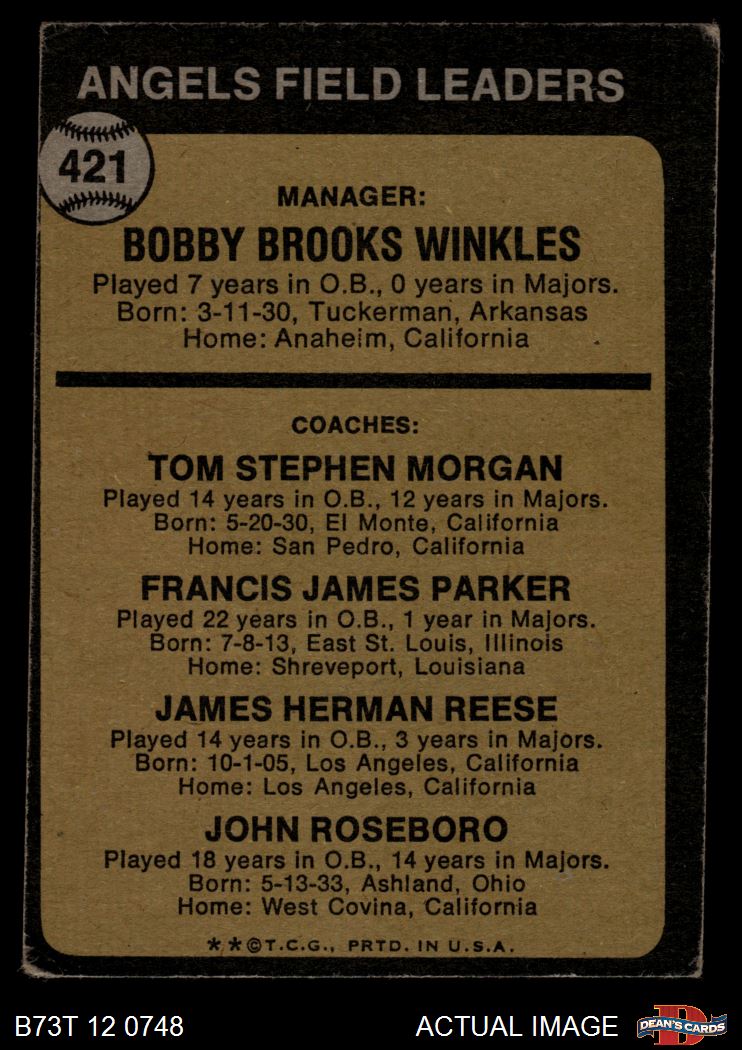 ANGELS FIELD LEADERS
421
MANAGER:
BOBBY BROOKS WINKLES
Played 7 years in O.B., 0 years in Majors.
Born: 3-11-30, Tuckerman, Arkansas
Home: Anaheim, California
COACHES:
TOM STEPHEN MORGAN
Played 14 years in O.B., 12 years in Majors.
Born: 5-20-30, El Monte, California
Home: San Pedro, California
FRANCIS JAMES PARKER
Played 22 years in O.B., 1 year in Majors.
Born: 7-8-13, East St. Louis, Illinois
Home: Shreveport, Louisiana
JAMES HERMAN REESE
Played 14 years in O.B., 3 years in Majors.
Born: 10-1-05, Los Angeles, California
Home: Los Angeles, California
JOHN ROSEBORO
Played 18 years in O.B., 14 years in Majors.
Born: 5-13-33, Ashland, Ohio
Home: West Covina, California
**©T.C.G., PRTD. IN U.S.A.
B73T 12 0748 ACTUAL IMAGE D DEAN'S CARDS